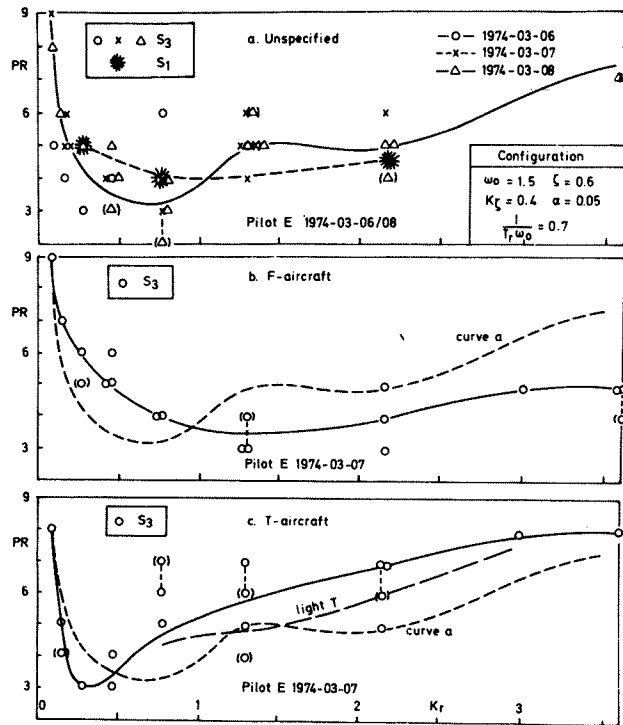 9
PR
6
3
○ × △ S₃
S₁
a. Unspecified
—○— 1974-03-06
--×-- 1974-03-07
—△— 1974-03-08
Configuration
ω₀ = 1.5 ζ = 0.6
Kζ = 0.4 α = 0.05
1/(Tᵣω₀) = 0.7
Pilot E 1974-03-06/08
9
PR
6
3
○ S₃
b. F-aircraft
curve a
Pilot E 1974-03-07
9
PR
6
3
○ S₃
c. T-aircraft
light T
curve a
Pilot E 1974-03-07
0 1 2 Kᵣ 3